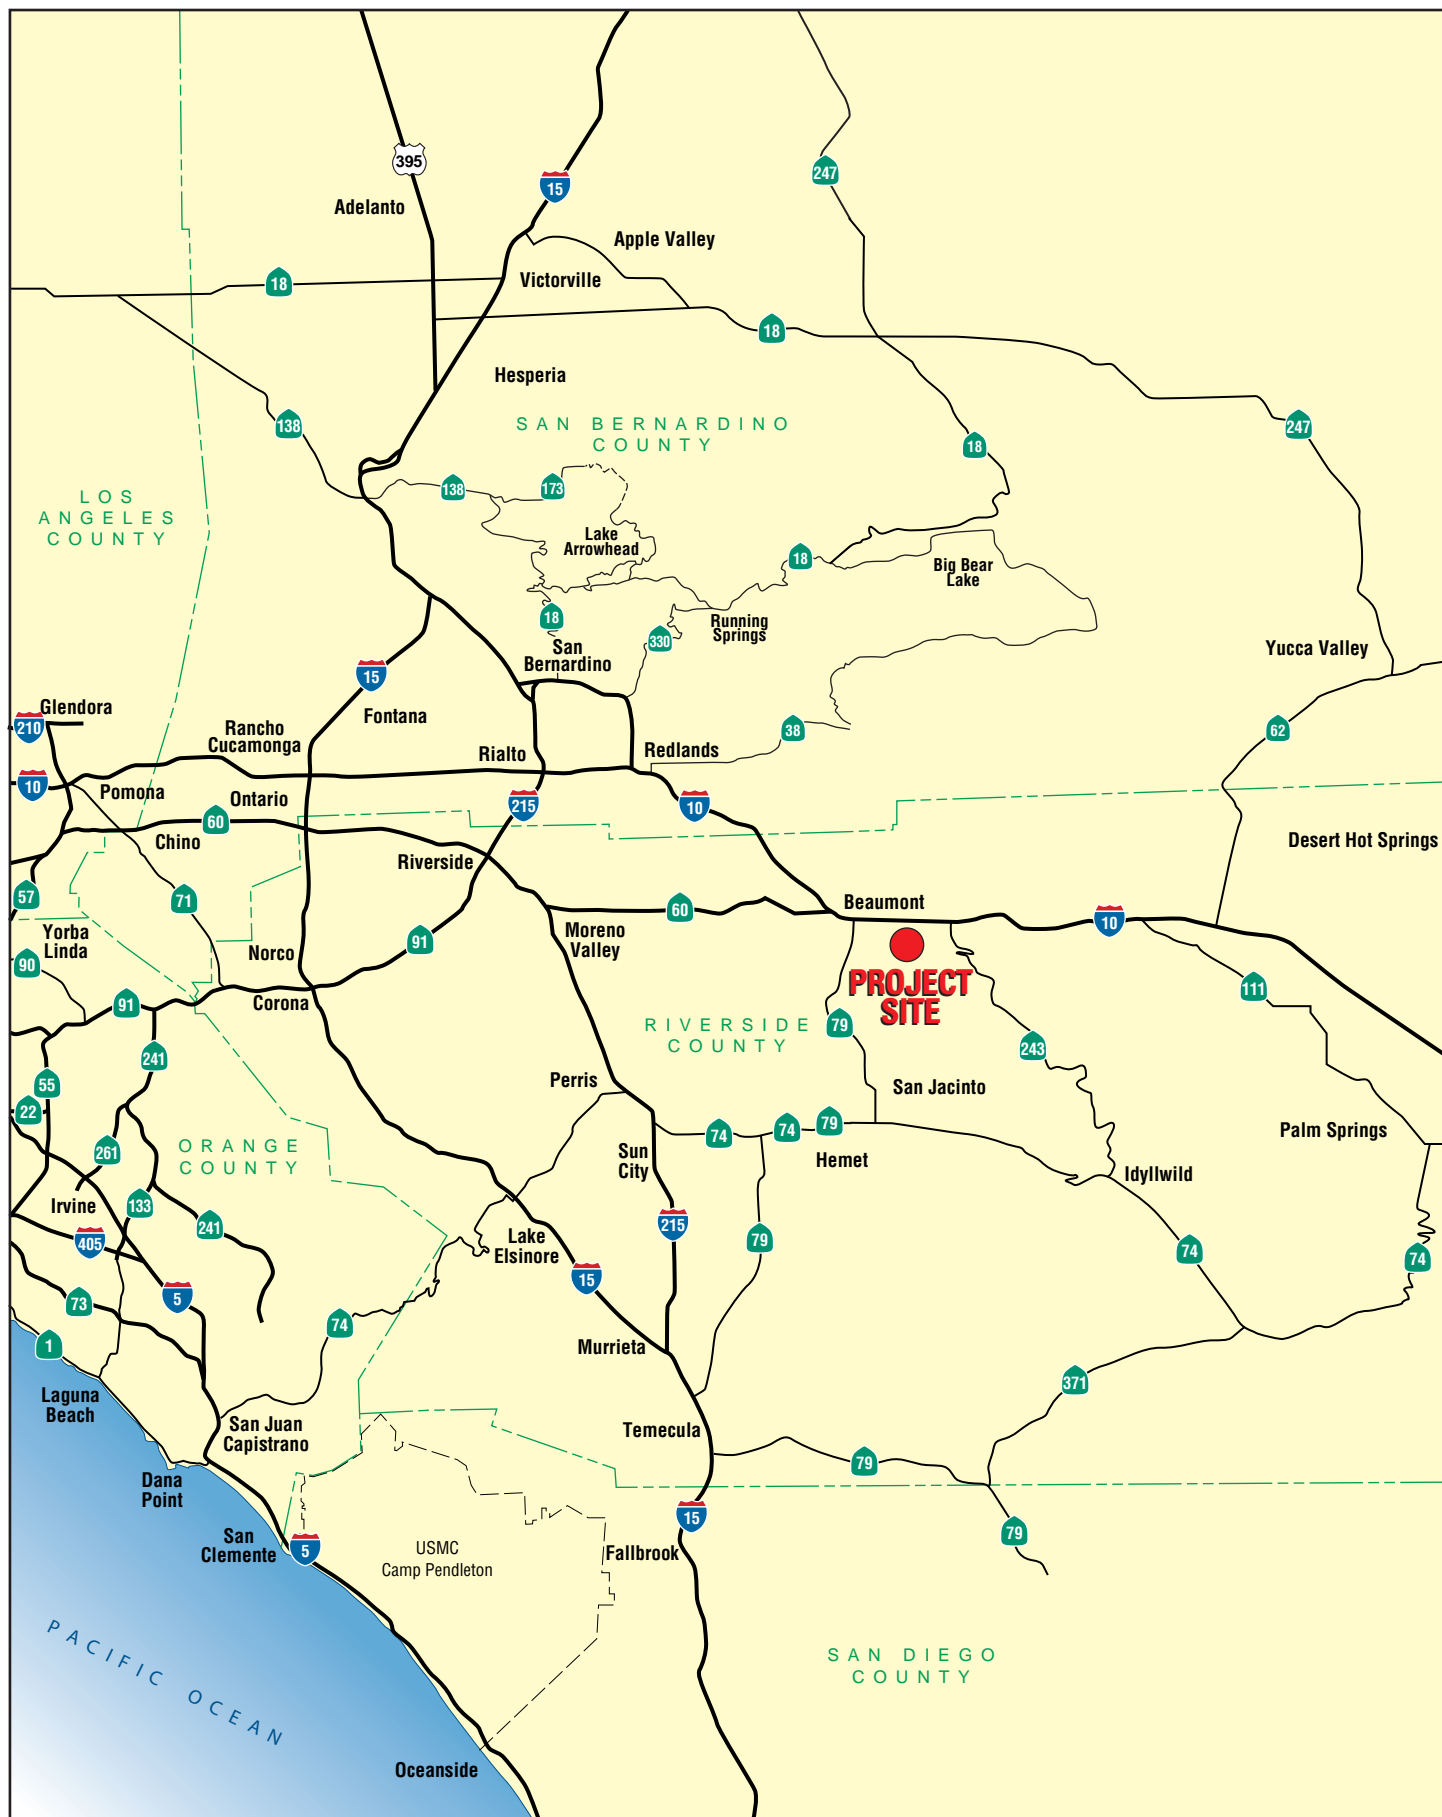 395
15
247
Adelanto
Apple Valley
18
Victorville
18
Hesperia
138
SAN BERNARDINO
COUNTY
247
18
138
173
LOS
ANGELES
COUNTY
Lake
Arrowhead
18
Big Bear
Lake
18
330
Running
Springs
San
Bernardino
Yucca Valley
15
Glendora
210
Fontana
Rancho
Cucamonga
38
62
Rialto
Redlands
10
Pomona
Ontario
215
10
60
Chino
Riverside
Desert Hot Springs
57
71
Beaumont
60
10
Yorba
Linda
Norco
91
Moreno
Valley
90
PROJECT
SITE
111
91
Corona
79
RIVERSIDE
COUNTY
243
241
55
Perris
San Jacinto
22
74
74
79
Palm Springs
261
ORANGE
COUNTY
Sun
City
Hemet
Idyllwild
Irvine
133
241
215
405
Lake
Elsinore
79
74
74
5
15
73
74
1
Murrieta
371
Laguna
Beach
San Juan
Capistrano
Temecula
79
Dana
Point
15
79
San
Clemente
5
USMC
Camp Pendleton
Fallbrook
PACIFIC OCEAN
SAN DIEGO
COUNTY
Oceanside